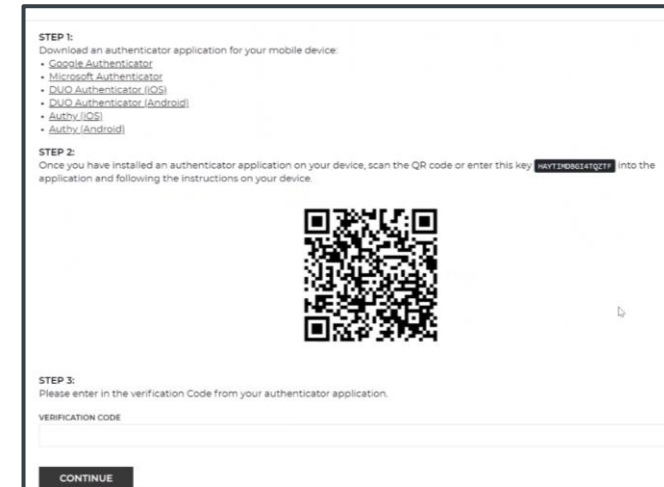 STEP 1:
Download an authenticator application for your mobile device:
• Google Authenticator
• Microsoft Authenticator
• DUO Authenticator (iOS)
• DUO Authenticator (Android)
• Authy (iOS)
• Authy (Android)
STEP 2:
Once you have installed an authenticator application on your device, scan the QR code or enter this key into the
application and following the instructions on your device.
STEP 3:
Please enter in the verification Code from your authenticator application.
VERIFICATION CODE
CONTINUE